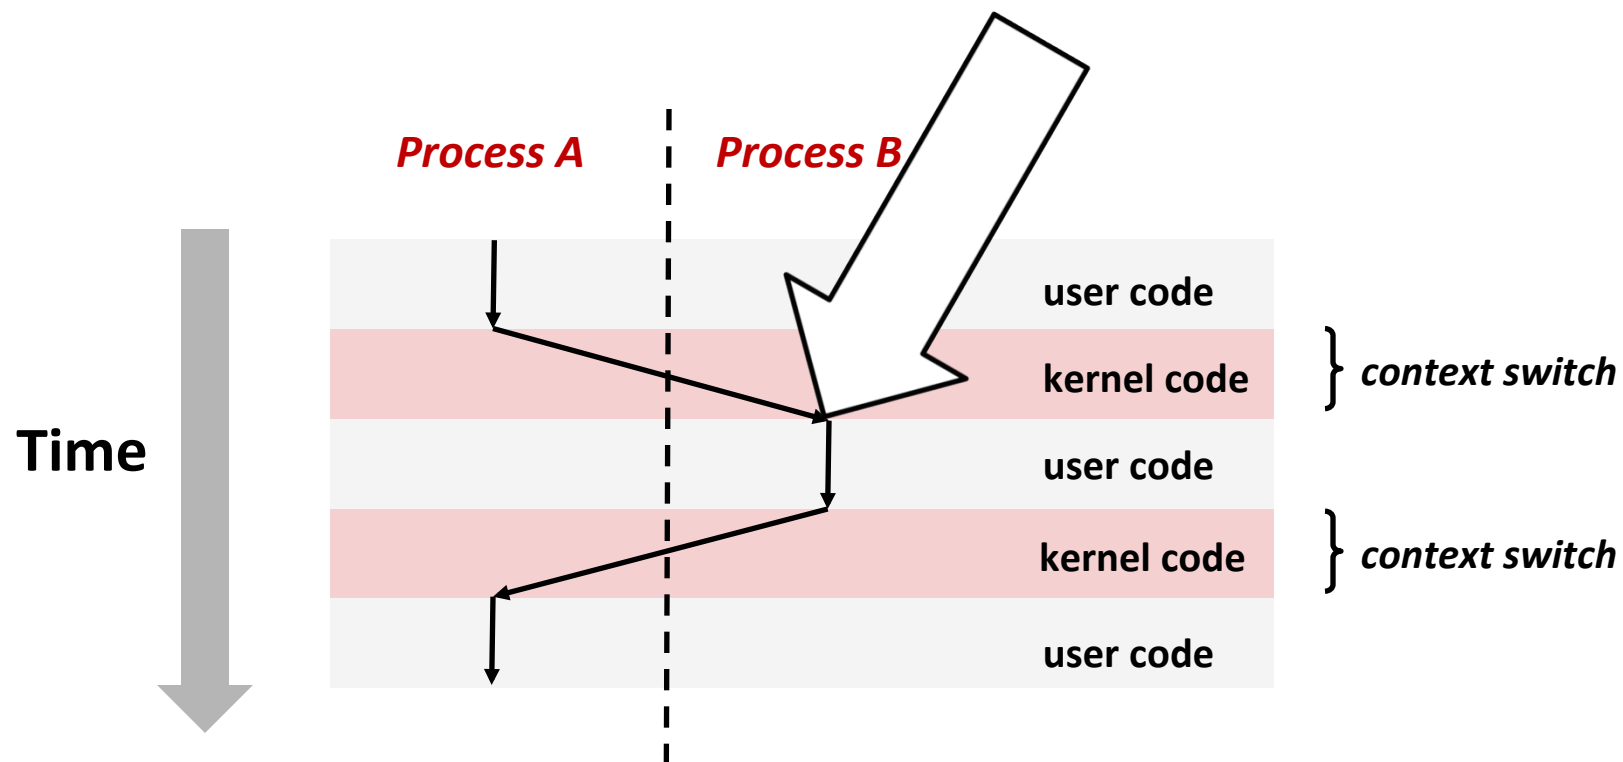 Process A
Process B
user code
kernel code
context switch
Time
user code
kernel code
context switch
user code